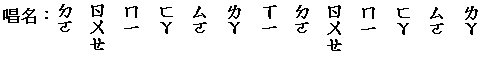 唱名：ㄉㄛ ㄖㄨㄝ ㄇㄧ ㄈㄚ ㄙㄛ ㄌㄚ ㄒㄧ ㄉㄛ ㄖㄨㄝ ㄇㄧ ㄈㄚ ㄙㄛ ㄌㄚ